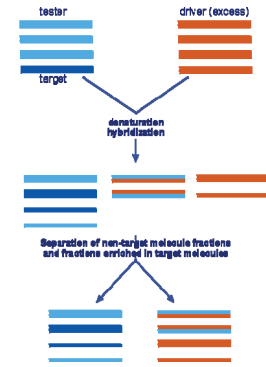 tester driver (excess)
target
denaturation
hybridization
Separation of non-target molecule fractions
and fractions enriched in target molecules